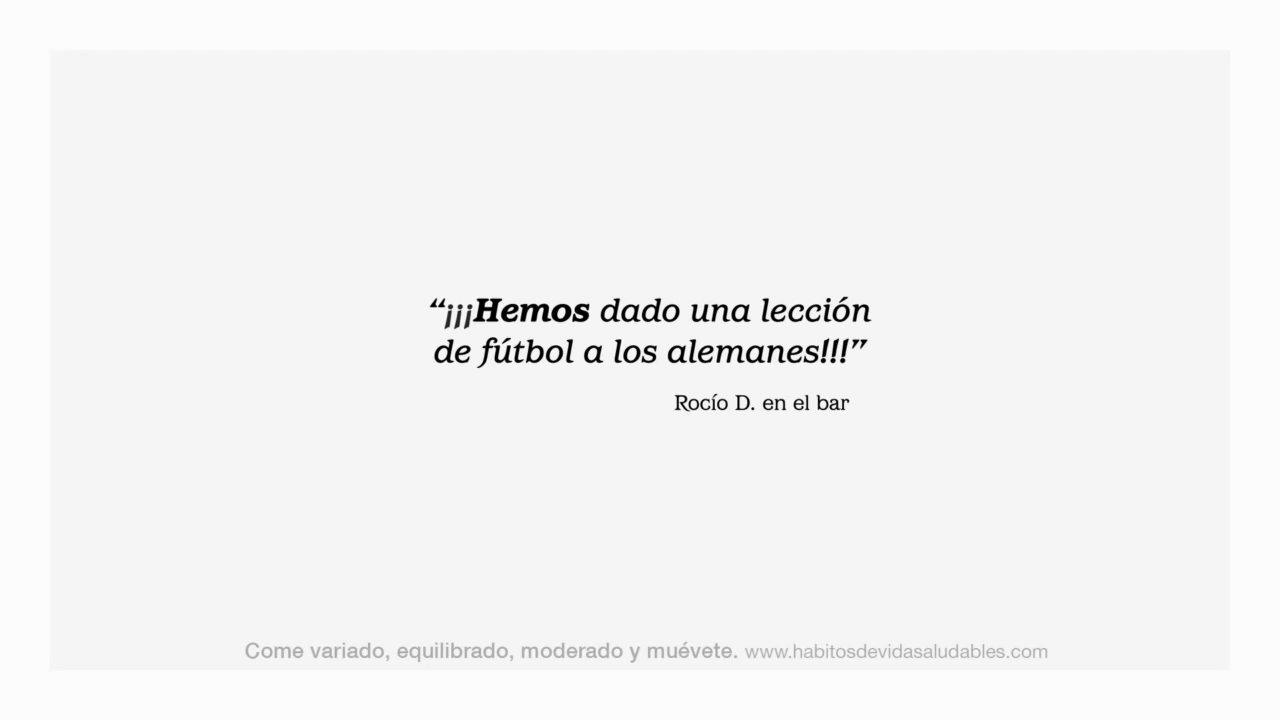 “¡¡¡Hemos dado una lección
de fútbol a los alemanes!!!”
Rocío D. en el bar
Come variado, equilibrado, moderado y muévete. www.habitosdevidasaludables.com